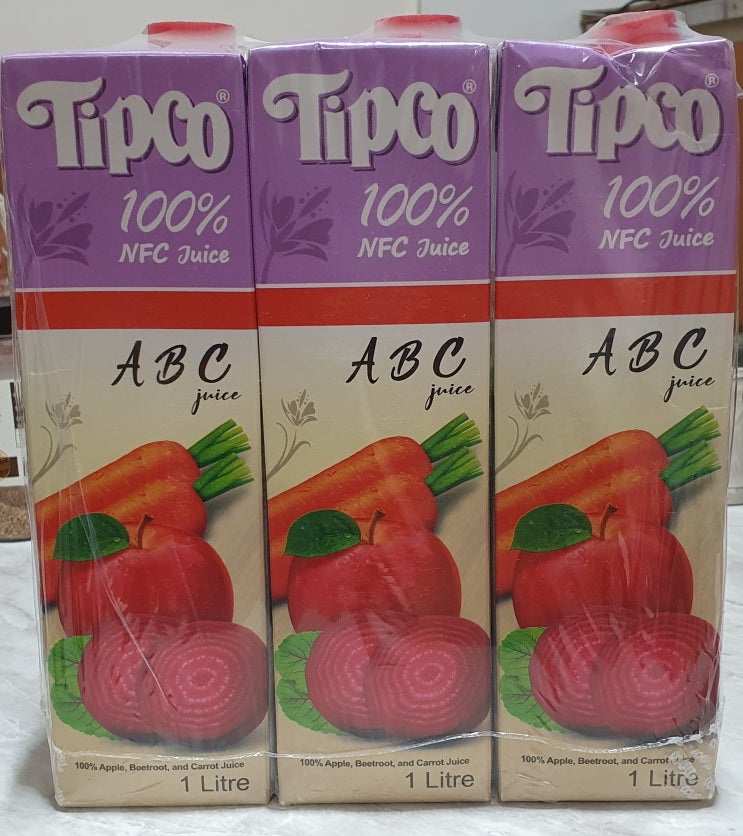 Tipco®
100%
NFC Juice
ABC
juice
100% Apple, Beetroot, and Carrot Juice
1 Litre
Tipco®
100%
NFC Juice
ABC
juice
100% Apple, Beetroot, and Carrot Juice
1 Litre
Tipco®
100%
NFC Juice
ABC
juice
100% Apple, Beetroot, and Carrot Juice
1 Litre